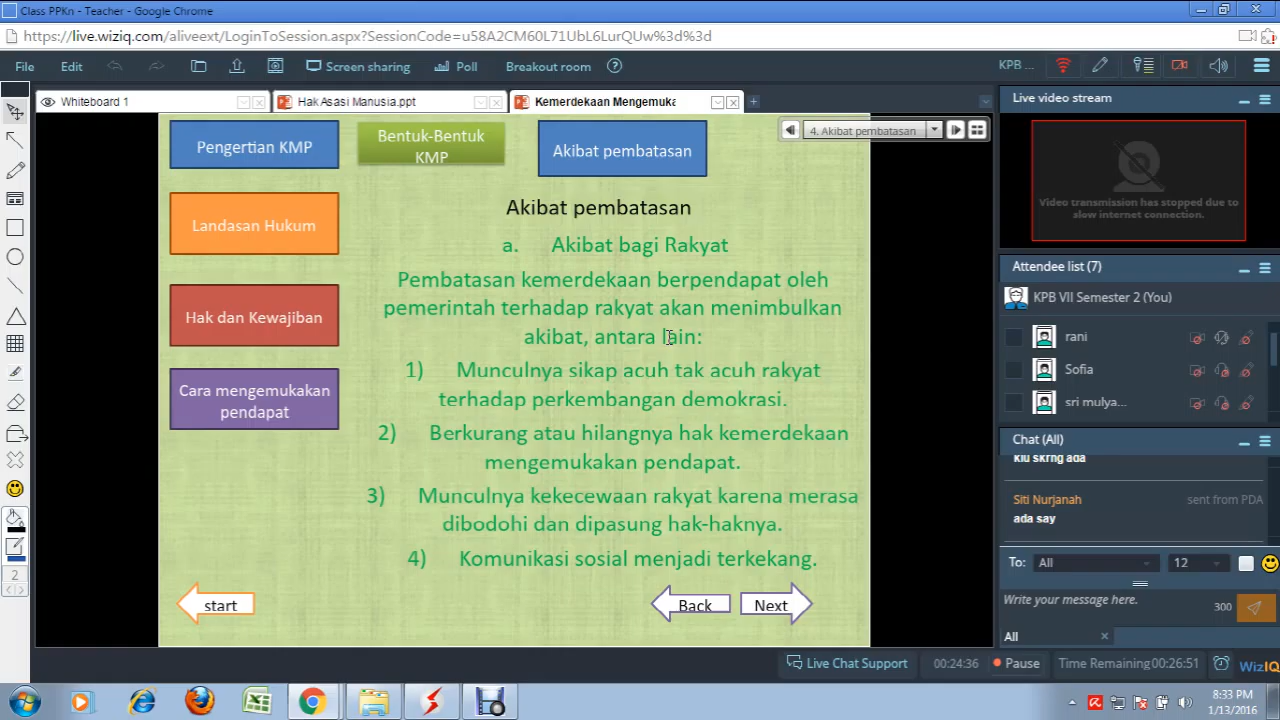 Class PPKn - Teacher - Google Chrome
https://live.wiziq.com/aliveext/LoginToSession.aspx?SessionCode=u58A2CM60L71UbL6LurQUw%3d%3d
File Edit Screen sharing Poll Breakout room KPB ...
Whiteboard 1 Hak Asasi Manusia.ppt Kemerdekaan Mengemuka
4. Akibat pembatasan
Pengertian KMP
Bentuk-Bentuk
KMP
Akibat pembatasan
Landasan Hukum
Hak dan Kewajiban
Cara mengemukakan
pendapat
Akibat pembatasan
a. Akibat bagi Rakyat
Pembatasan kemerdekaan berpendapat oleh
pemerintah terhadap rakyat akan menimbulkan
akibat, antara lain:
1) Munculnya sikap acuh tak acuh rakyat
terhadap perkembangan demokrasi.
2) Berkurang atau hilangnya hak kemerdekaan
mengemukakan pendapat.
3) Munculnya kekecewaan rakyat karena merasa
dibodohi dan dipasung hak-haknya.
4) Komunikasi sosial menjadi terkekang.
start
Back
Next
Live video stream
Video transmission has stopped due to
slow internet connection.
Attendee list (7)
KPB VII Semester 2 (You)
rani
Sofia
sri mulya...
Chat (All)
klu skrng ada
Siti Nurjanah sent from PDA
ada say
To: All 12
Write your message here.
300
All
2
Live Chat Support 00:24:36 Pause Time Remaining 00:26:51 WizIQ
8:33 PM
1/13/2016